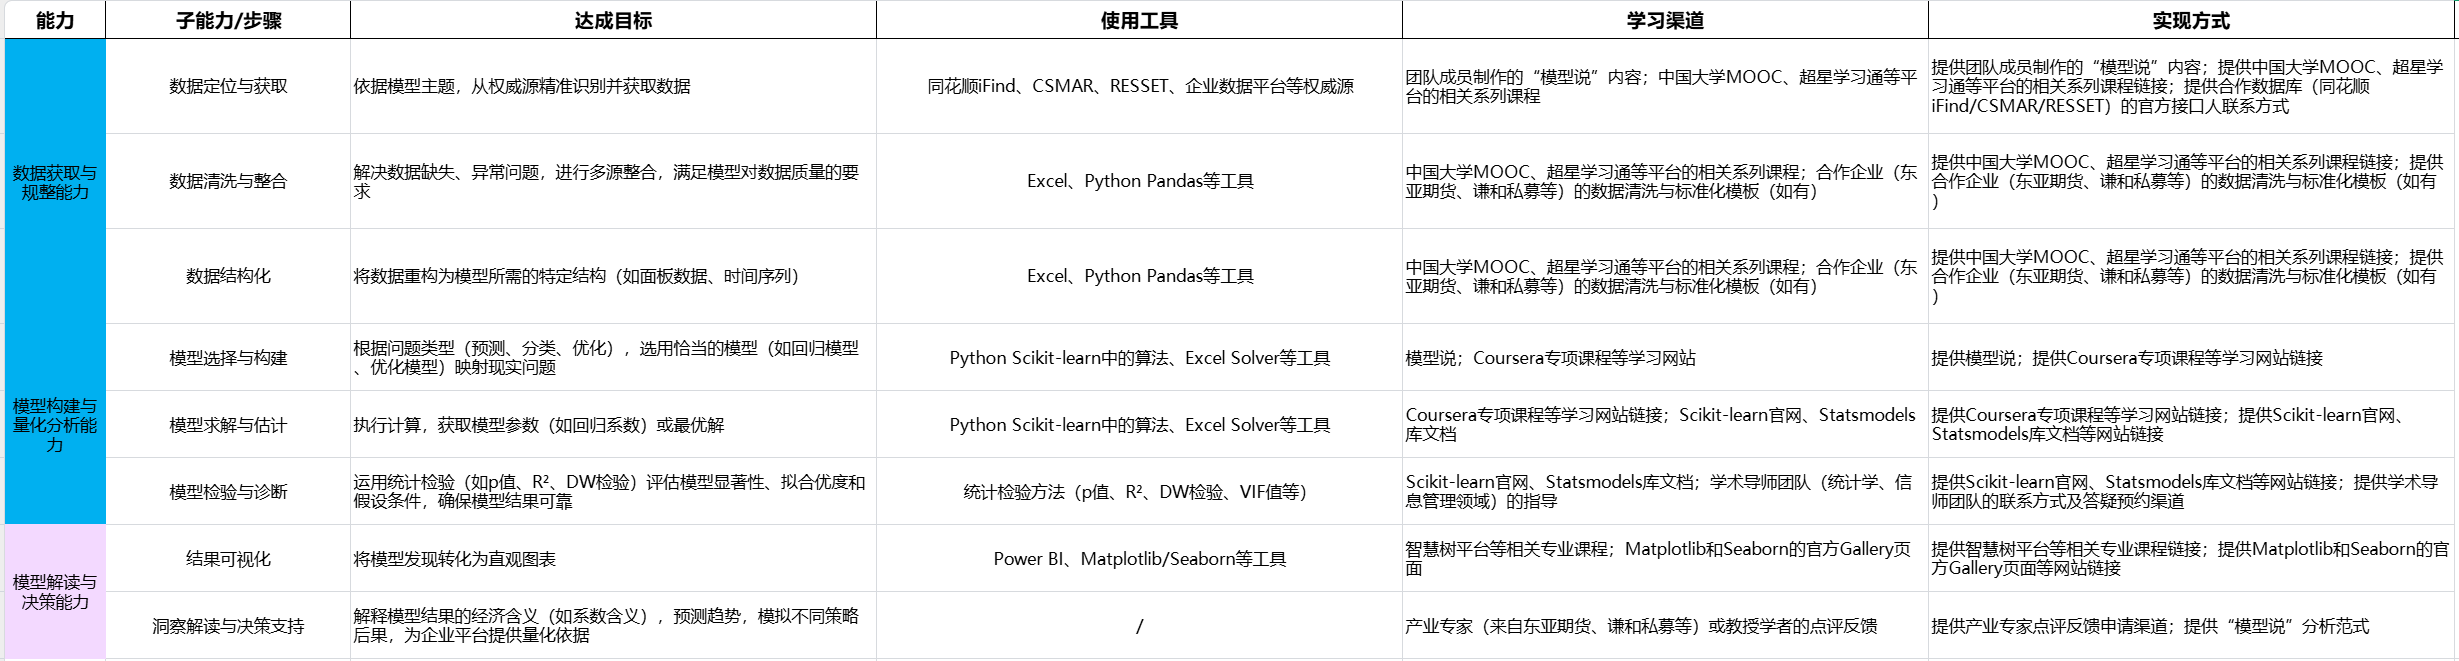 能力
子能力/步骤
达成目标
使用工具
学习渠道
实现方式
数据获取与
规整能力
数据定位与获取
依据模型主题，从权威源精准识别并获取数据
同花顺iFind、CSMAR、RESSET、企业数据平台等权威源
团队成员制作的“模型说”内容；中国大学MOOC、超星学习通等平
台的相关系列课程
提供团队成员制作的“模型说”内容；提供中国大学MOOC、超星学
习通等平台的相关系列课程链接；提供合作数据库（同花顺
iFind/CSMAR/RESSET）的官方接口人联系方式
数据清洗与整合
解决数据缺失、异常问题，进行多源整合，满足模型对数据质量的要
求
Excel、Python Pandas等工具
中国大学MOOC、超星学习通等平台的相关系列课程；合作企业（东
亚期货、谦和私募等）的数据清洗与标准化模板（如有）
提供中国大学MOOC、超星学习通等平台的相关系列课程链接；提供
合作企业（东亚期货、谦和私募等）的数据清洗与标准化模板（如有
）
数据结构化
将数据重构为模型所需的特定结构（如面板数据、时间序列）
Excel、Python Pandas等工具
中国大学MOOC、超星学习通等平台的相关系列课程；合作企业（东
亚期货、谦和私募等）的数据清洗与标准化模板（如有）
提供中国大学MOOC、超星学习通等平台的相关系列课程链接；提供
合作企业（东亚期货、谦和私募等）的数据清洗与标准化模板（如有
）
模型构建与
量化分析能
力
模型选择与构建
根据问题类型（预测、分类、优化），选用恰当的模型（如回归模型
、优化模型）映射现实问题
Python Scikit-learn中的算法、Excel Solver等工具
模型说；Coursera专项课程等学习网站
提供模型说；提供Coursera专项课程等学习网站链接
模型求解与估计
执行计算，获取模型参数（如回归系数）或最优解
Python Scikit-learn中的算法、Excel Solver等工具
Coursera专项课程等学习网站链接；Scikit-learn官网、Statsmodels
库文档
提供Coursera专项课程等学习网站链接；提供Scikit-learn官网、
Statsmodels库文档等网站链接
模型检验与诊断
运用统计检验（如p值、R²、DW检验）评估模型显著性、拟合优度和
假设条件，确保模型结果可靠
统计检验方法（p值、R²、DW检验、VIF值等）
Scikit-learn官网、Statsmodels库文档；学术导师团队（统计学、信
息管理领域）的指导
提供Scikit-learn官网、Statsmodels库文档等网站链接；提供学术导
师团队的联系方式及答疑预约渠道
模型解读与
决策能力
结果可视化
将模型发现转化为直观图表
Power BI、Matplotlib/Seaborn等工具
智慧树平台等相关专业课程；Matplotlib和Seaborn的官方Gallery页
面
提供智慧树平台等相关专业课程链接；提供Matplotlib和Seaborn的官
方Gallery页面等网站链接
洞察解读与决策支持
解释模型结果的经济含义（如系数含义），预测趋势，模拟不同策略
后果，为企业平台提供量化依据
/
产业专家（来自东亚期货、谦和私募等）或教授学者的点评反馈
提供产业专家点评反馈申请渠道；提供“模型说”分析范式